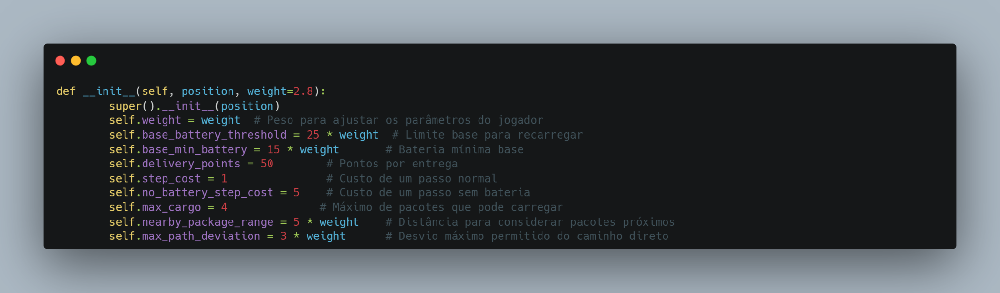 def __init__(self, position, weight=2.8):
        super().__init__(position)
        self.weight = weight  # Peso para ajustar os parâmetros do jogador
        self.base_battery_threshold = 25 * weight  # Limite base para recarregar
        self.base_min_battery = 15 * weight       # Bateria mínima base
        self.delivery_points = 50        # Pontos por entrega
        self.step_cost = 1               # Custo de um passo normal
        self.no_battery_step_cost = 5    # Custo de um passo sem bateria
        self.max_cargo = 4              # Máximo de pacotes que pode carregar
        self.nearby_package_range = 5 * weight    # Distância para considerar pacotes próximos
        self.max_path_deviation = 3 * weight      # Desvio máximo permitido do caminho direto